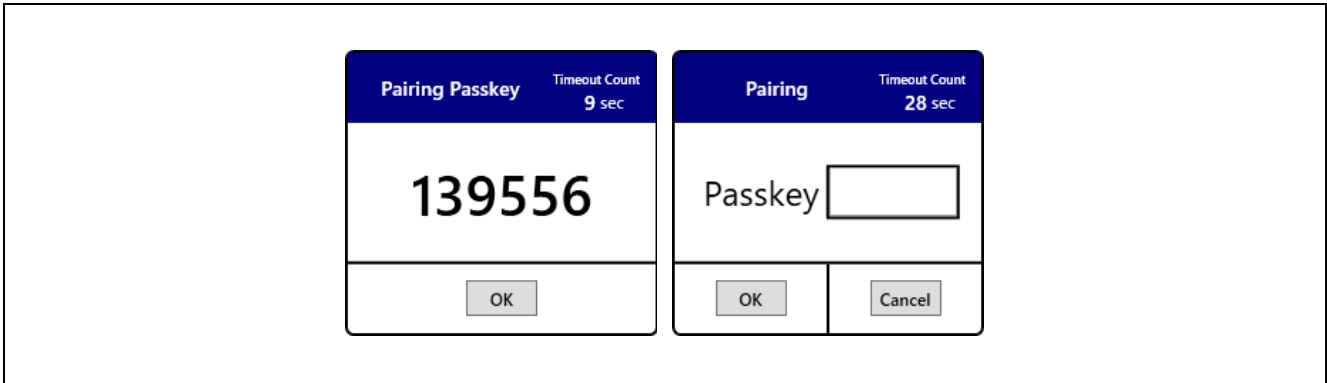 Pairing Passkey
Timeout Count
9 sec
139556
OK
Pairing
Timeout Count
28 sec
Passkey
OK
Cancel